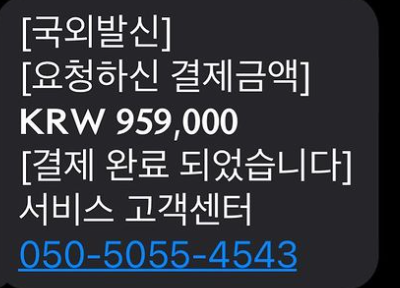 [국외발신]
[요청하신 결제금액]
KRW 959,000
[결제 완료 되었습니다]
서비스 고객센터
050-5055-4543